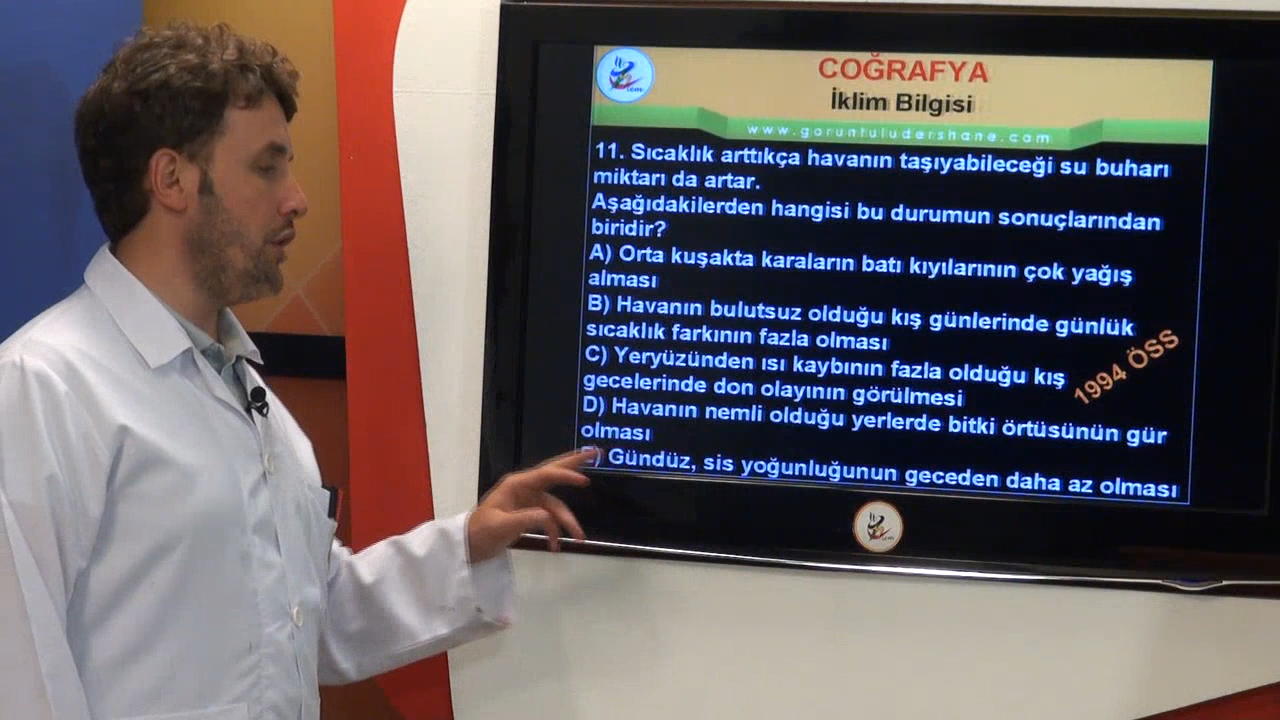 COĞRAFYA
İklim Bilgisi
www.goruntuludershane.com
11. Sıcaklık arttıkça havanın taşıyabileceği su buharı
miktarı da artar.
Aşağıdakilerden hangisi bu durumun sonuçlarından
biridir?
A) Orta kuşakta karaların batı kıyılarının çok yağış
alması
B) Havanın bulutsuz olduğu kış günlerinde günlük
sıcaklık farkının fazla olması
C) Yeryüzünden ısı kaybının fazla olduğu kış
gecelerinde don olayının görülmesi
D) Havanın nemli olduğu yerlerde bitki örtüsünün gür
olması
E) Gündüz, sis yoğunluğunun geceden daha az olması
1994 ÖSS